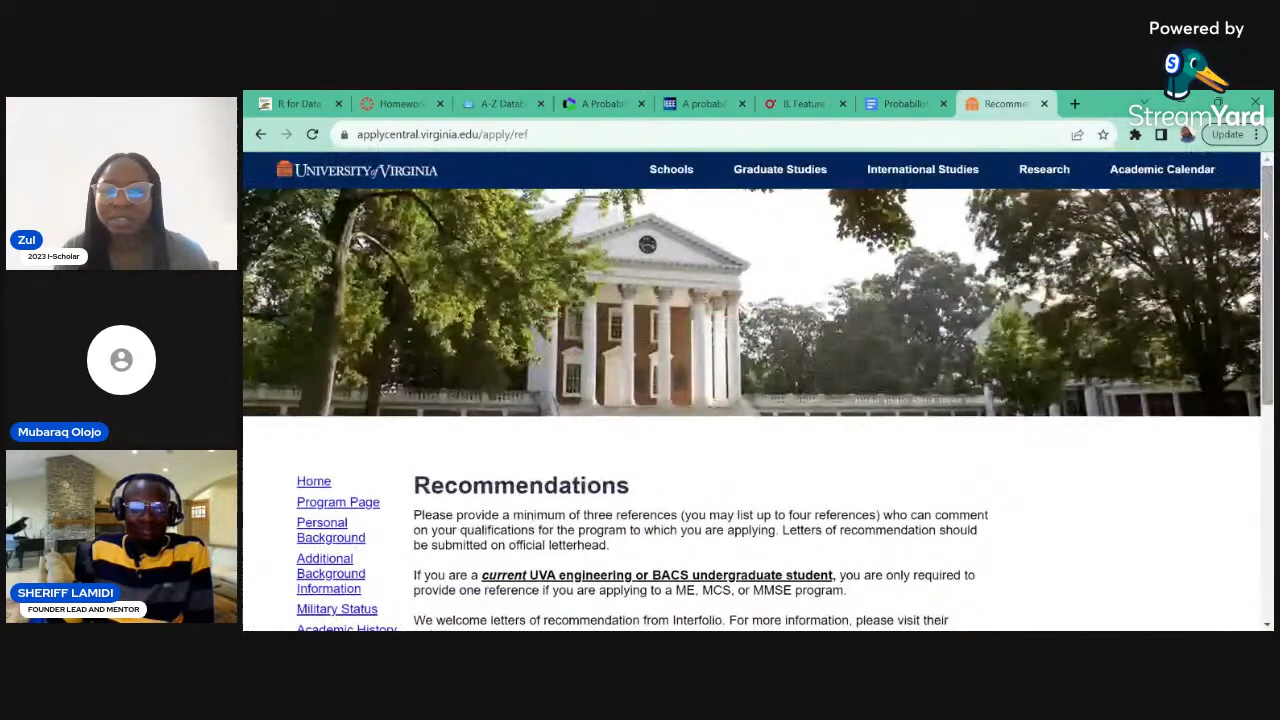 Powered by
StreamYard
R for Data
Homework
A-Z Datab
A Probabi
A probabi
8. Feature
Probabilist
Recomme
applycentral.virginia.edu/apply/ref
Update
UNIVERSITY of VIRGINIA
Schools
Graduate Studies
International Studies
Research
Academic Calendar
Zul
2023 I-Scholar
Mubaraq Olojo
SHERIFF LAMIDI
FOUNDER LEAD AND MENTOR
Home
Program Page
Personal
Background
Additional
Background
Information
Military Status
Academic History
Recommendations
Please provide a minimum of three references (you may list up to four references) who can comment
on your qualifications for the program to which you are applying. Letters of recommendation should
be submitted on official letterhead.
If you are a current UVA engineering or BACS undergraduate student, you are only required to
provide one reference if you are applying to a ME, MCS, or MMSE program.
We welcome letters of recommendation from Interfolio. For more information, please visit their